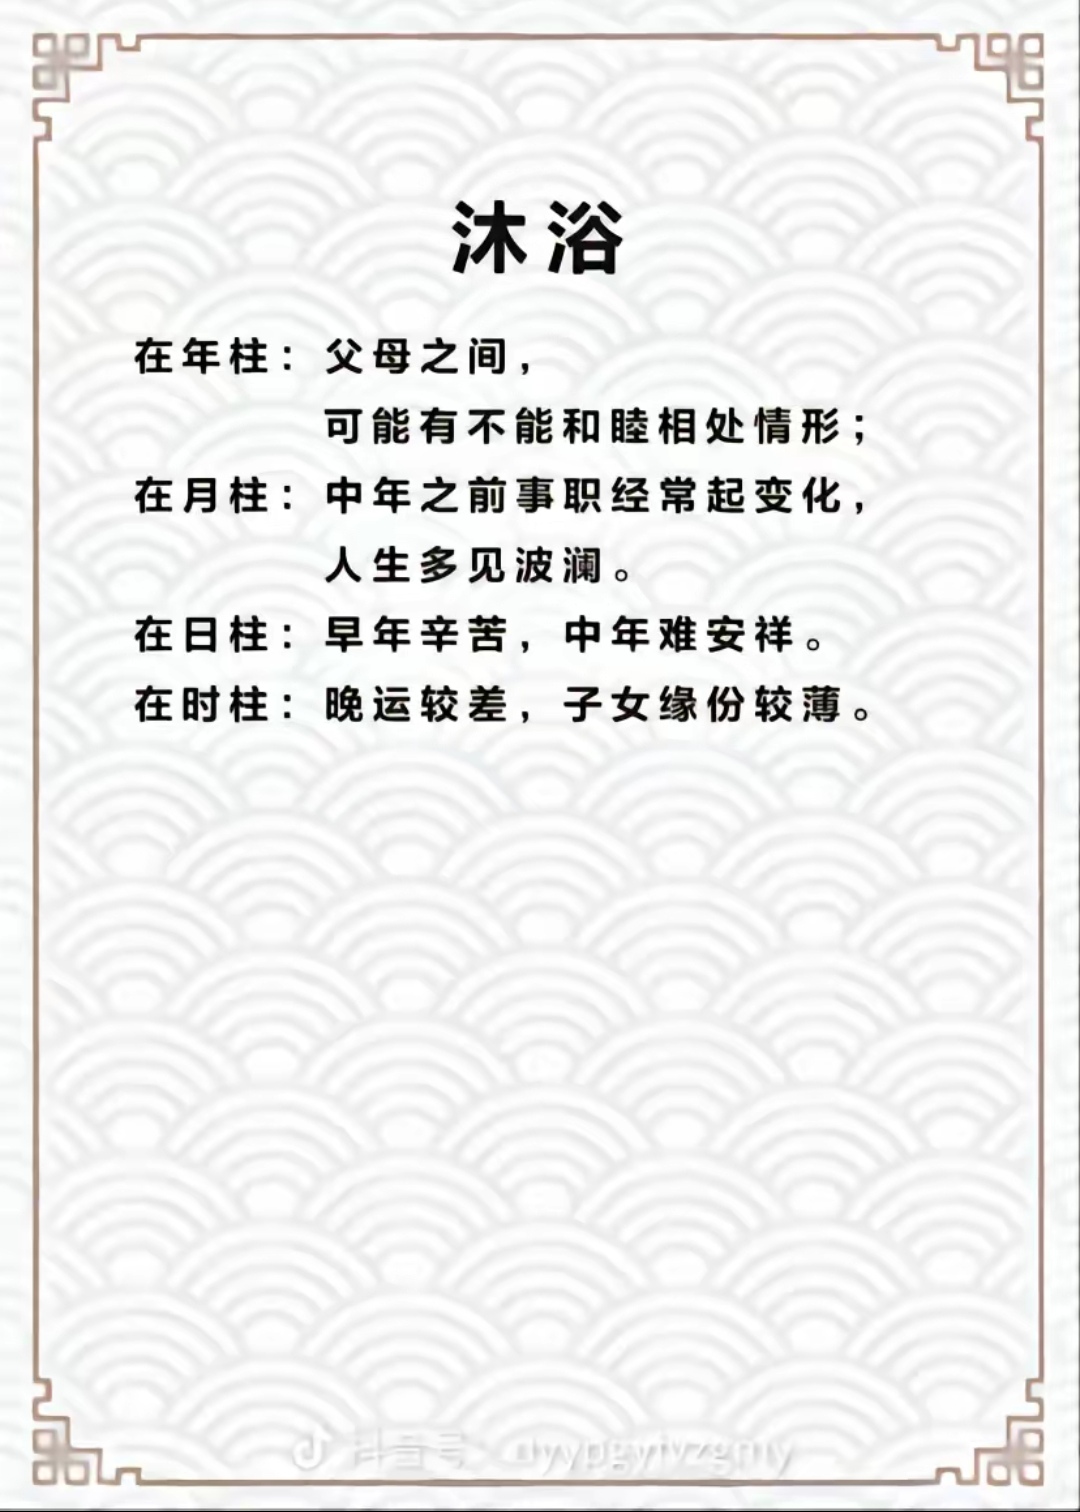 沐浴
在年柱：父母之间，
可能有不能和睦相处情形；
在月柱：中年之前事职经常起变化，
人生多见波澜。
在日柱：早年辛苦，中年难安祥。
在时柱：晚运较差，子女缘份较薄。
抖音号：